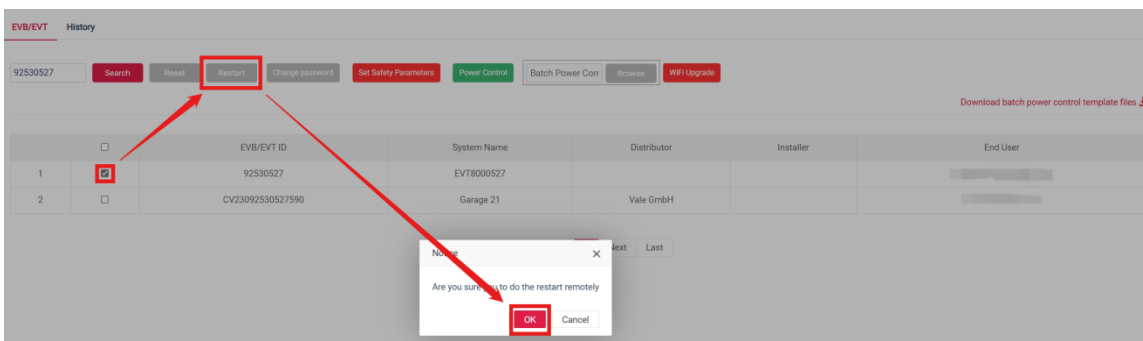 EVB/EVT History
92530527 Search Reset Restart Change password Set Safety Parameters Power Control Batch Power Con Browse WiFi Upgrade
Download batch power control template files
EVB/EVT ID System Name Distributor Installer End User
1 92530527 EVT8000527
2 CV23092530527590 Garage 21 Vale GmbH
Next Last
Notice
Are you sure you to do the restart remotely
OK Cancel